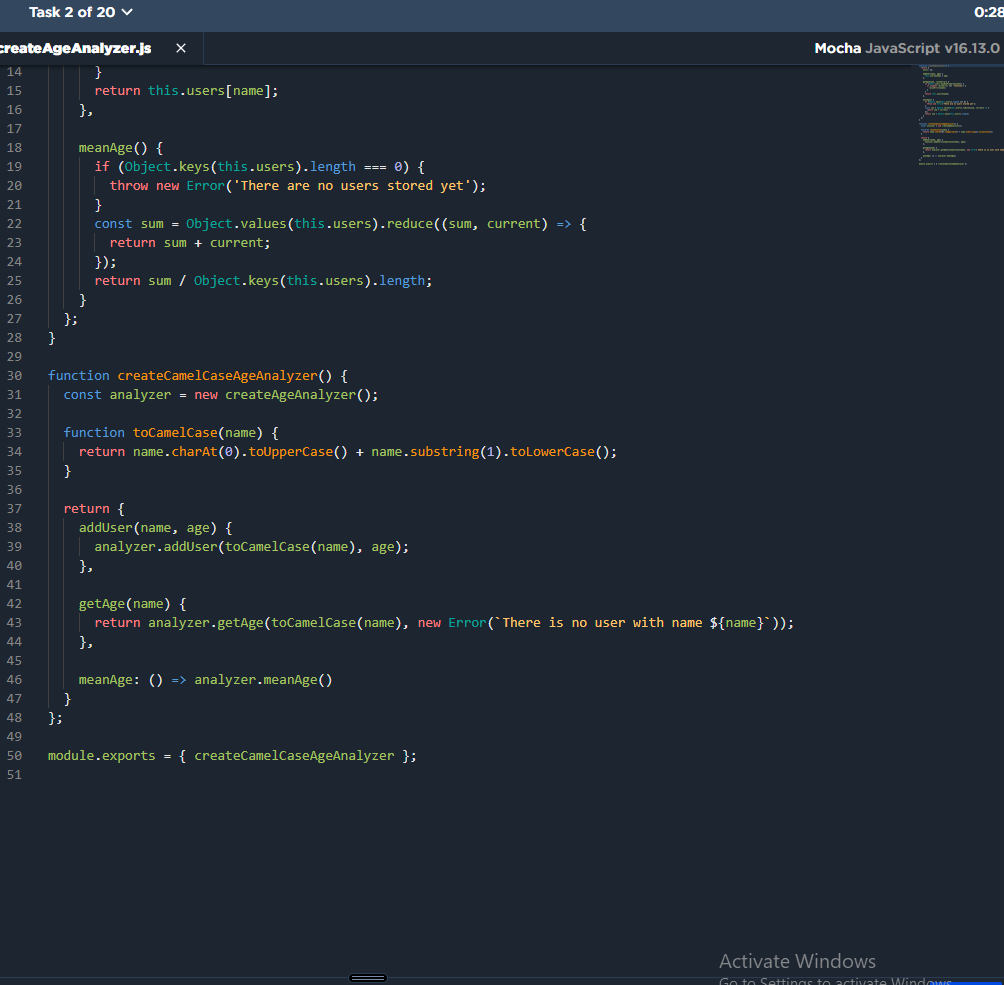 Task 2 of 20
0:28
createAgeAnalyzer.js ×
Mocha JavaScript v16.13.0
14 }
15 return this.users[name];
16 },
17
18 meanAge() {
19 if (Object.keys(this.users).length === 0) {
20 throw new Error('There are no users stored yet');
21 }
22 const sum = Object.values(this.users).reduce((sum, current) => {
23 return sum + current;
24 });
25 return sum / Object.keys(this.users).length;
26 }
27 };
28 }
29
30 function createCamelCaseAgeAnalyzer() {
31 const analyzer = new createAgeAnalyzer();
32
33 function toCamelCase(name) {
34 return name.charAt(0).toUpperCase() + name.substring(1).toLowerCase();
35 }
36
37 return {
38 addUser(name, age) {
39 analyzer.addUser(toCamelCase(name), age);
40 },
41
42 getAge(name) {
43 return analyzer.getAge(toCamelCase(name), new Error(`There is no user with name ${name}`));
44 },
45
46 meanAge: () => analyzer.meanAge()
47 }
48 };
49
50 module.exports = { createCamelCaseAgeAnalyzer };
51
Activate Windows
Go to Settings to activate Windows.